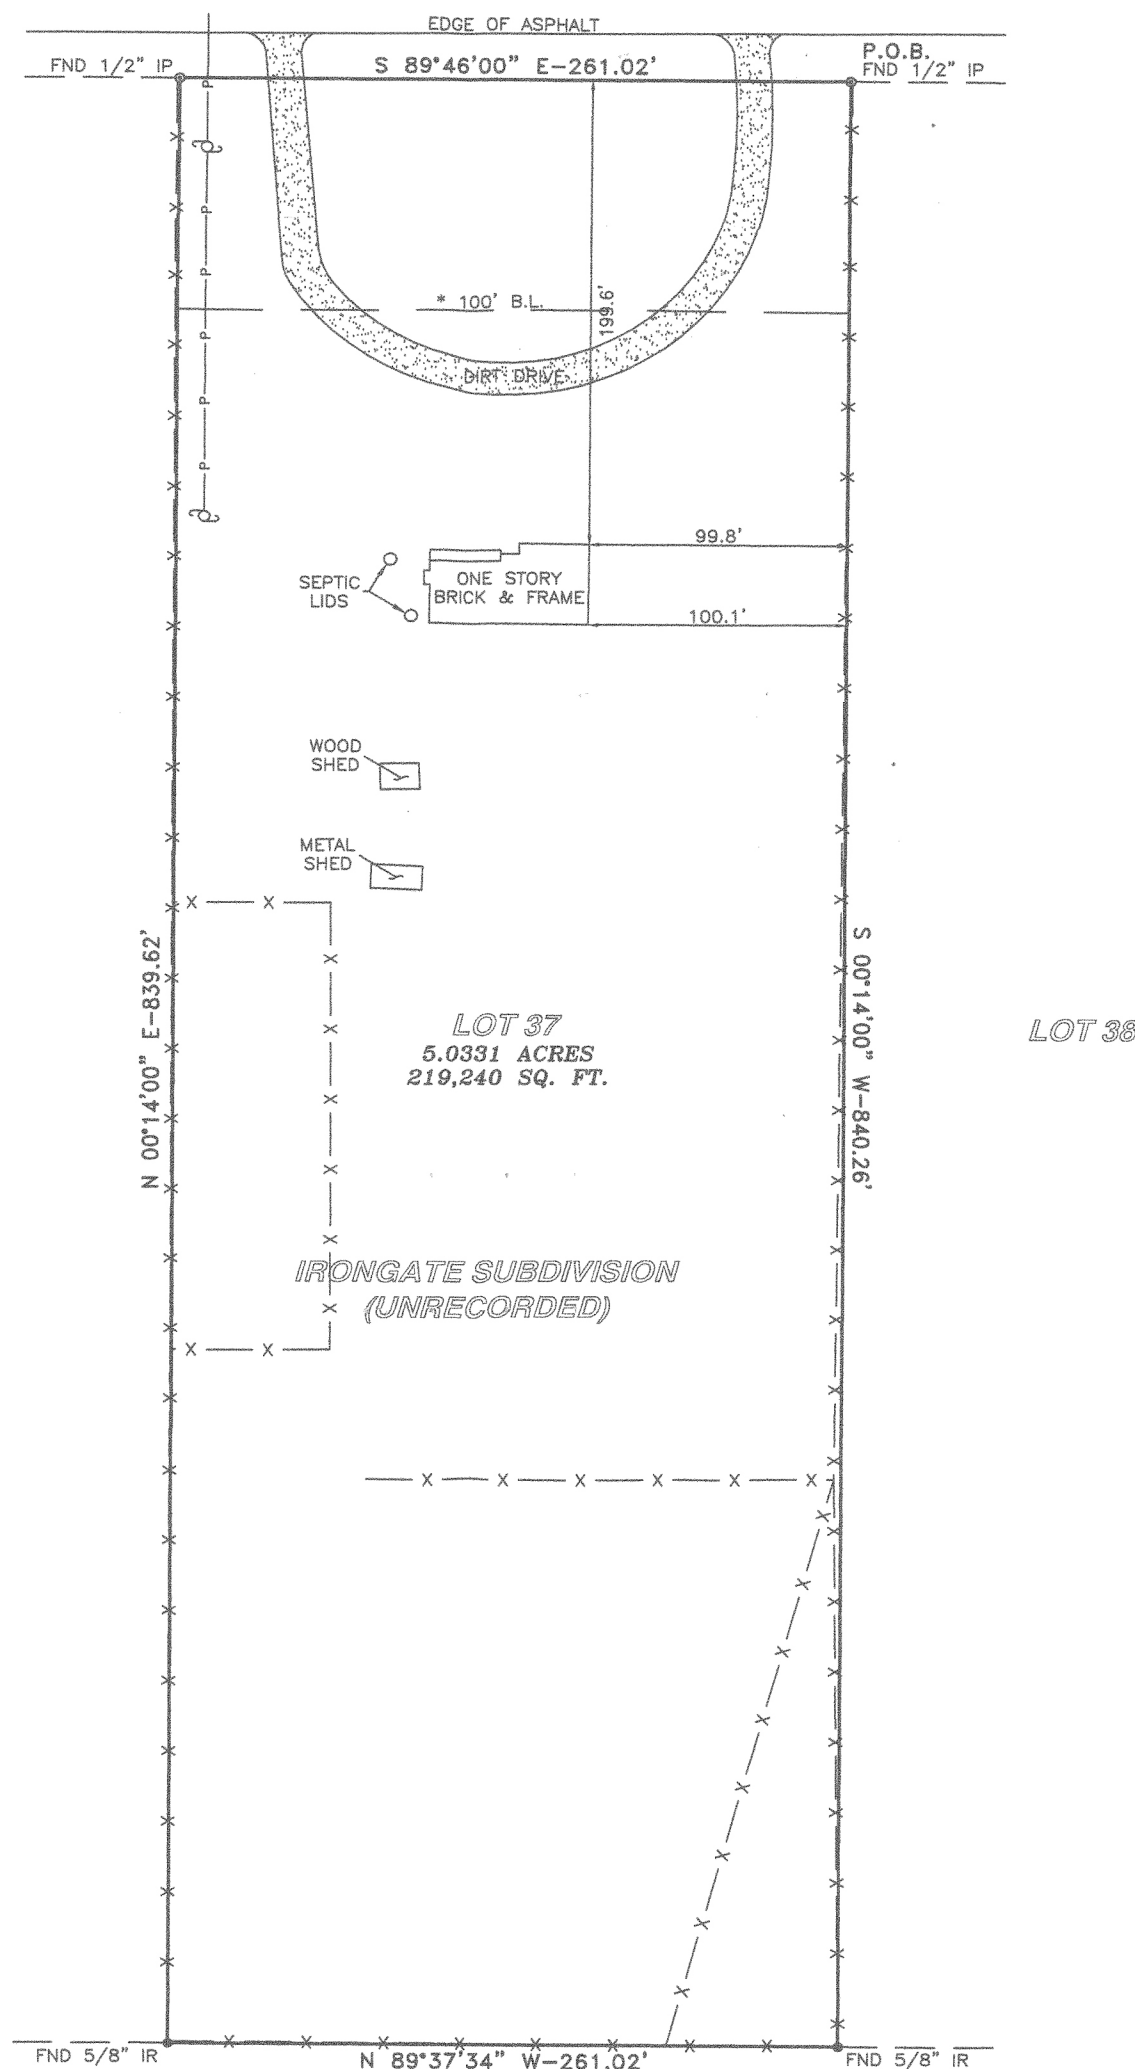 EDGE OF ASPHALT
P.O.B.
FND 1/2" IP
S 89°46'00" E-261.02'
FND 1/2" IP
P
P
P
P
P
P
* 100' B.L.
199.6'
DIRT DRIVE
99.8'
SEPTIC
LIDS
ONE STORY
BRICK & FRAME
100.1'
WOOD
SHED
METAL
SHED
N 00°14'00" E-839.62'
S 00°14'00" W-840.26'
LOT 37
5.0331 ACRES
219,240 SQ. FT.
LOT 38
IRONGATE SUBDIVISION
(UNRECORDED)
FND 5/8" IR
N 89°37'34" W-261.02'
FND 5/8" IR